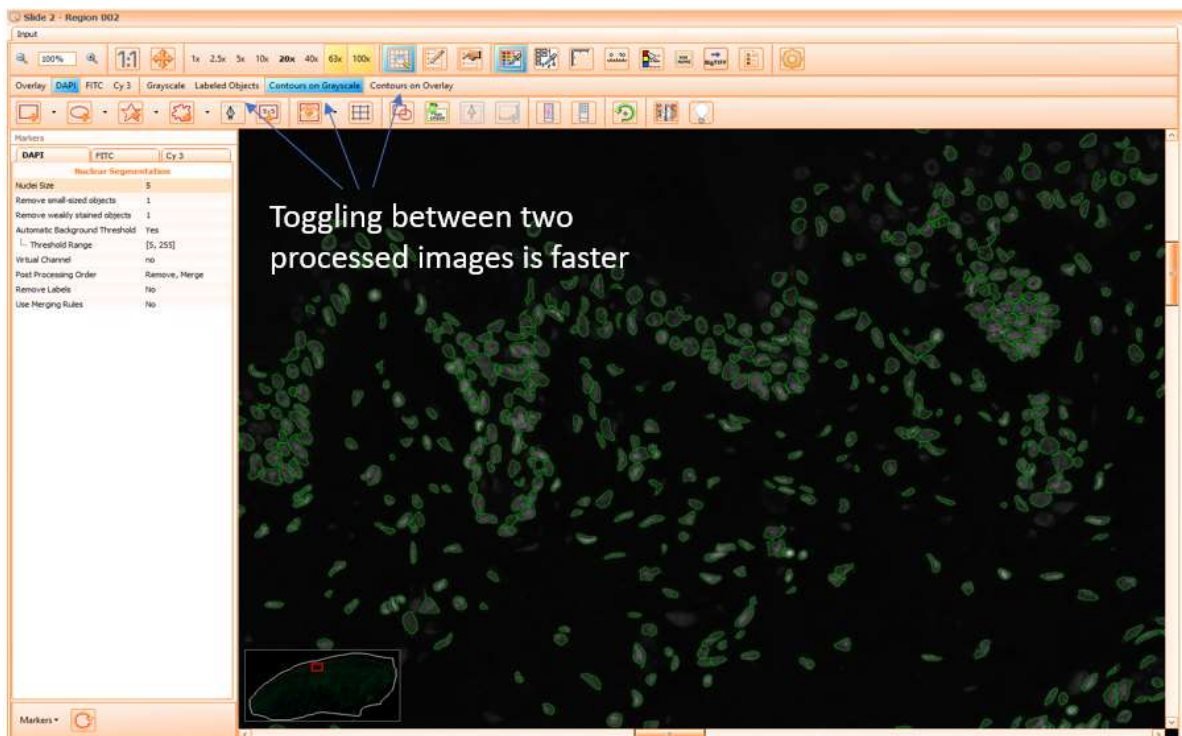 Slide 2 - Region 002
Input
100% 1:1 1x 2.5x 5x 10x 20x 40x 63x 100x BigTIFF
Overlay DAPI FITC Cy 3 Grayscale Labeled Objects Contours on Grayscale Contours on Overlay
Markers
DAPI FITC Cy 3
Nuclear Segmentation
Nuclei Size 5
Remove small-sized objects 1
Remove weakly stained objects 1
Automatic Background Threshold Yes
Threshold Range [5, 255]
Virtual Channel no
Post Processing Order Remove, Merge
Remove Labels No
Use Merging Rules No
Toggling between two
processed images is faster
Markers